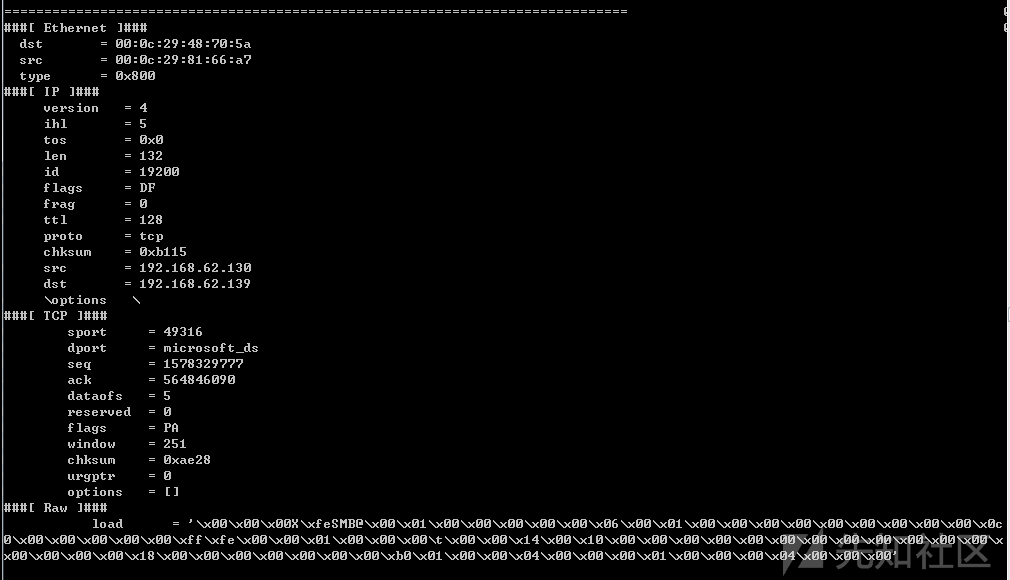 ==============================================================================
###[ Ethernet ]###
  dst       = 00:0c:29:48:70:5a
  src       = 00:0c:29:81:66:a7
  type      = 0x800
###[ IP ]###
     version   = 4
     ihl       = 5
     tos       = 0x0
     len       = 132
     id        = 19200
     flags     = DF
     frag      = 0
     ttl       = 128
     proto     = tcp
     chksum    = 0xb115
     src       = 192.168.62.130
     dst       = 192.168.62.139
     \options   \
###[ TCP ]###
        sport     = 49316
        dport     = microsoft_ds
        seq       = 1578329777
        ack       = 564846090
        dataofs   = 5
        reserved  = 0
        flags     = PA
        window    = 251
        chksum    = 0xae28
        urgptr    = 0
        options   = []
###[ Raw ]###
           load      = '\x00\x00\x00X\xfeSMB@\x00\x01\x00\x00\x00\x00\x00\x06\x00\x01\x00\x00\x00\x00\x00\x00\x00\x00\x00\x00\x0c
0\x00\x00\x00\x00\x00\xff\xfe\x00\x00\x01\x00\x00\x00\t\x00\x00\x14\x00\x10\x00\x00\x00\x00\x00\x00\x00\x00\x00\x00\x00\x00\x00\x
x00\x00\x00\x00\x18\x00\x00\x00\x00\x00\x00\x00\xb0\x01\x00\x00\x04\x00\x00\x00\x01\x00\x00\x00\x04\x00\x00\x00'
先知社区